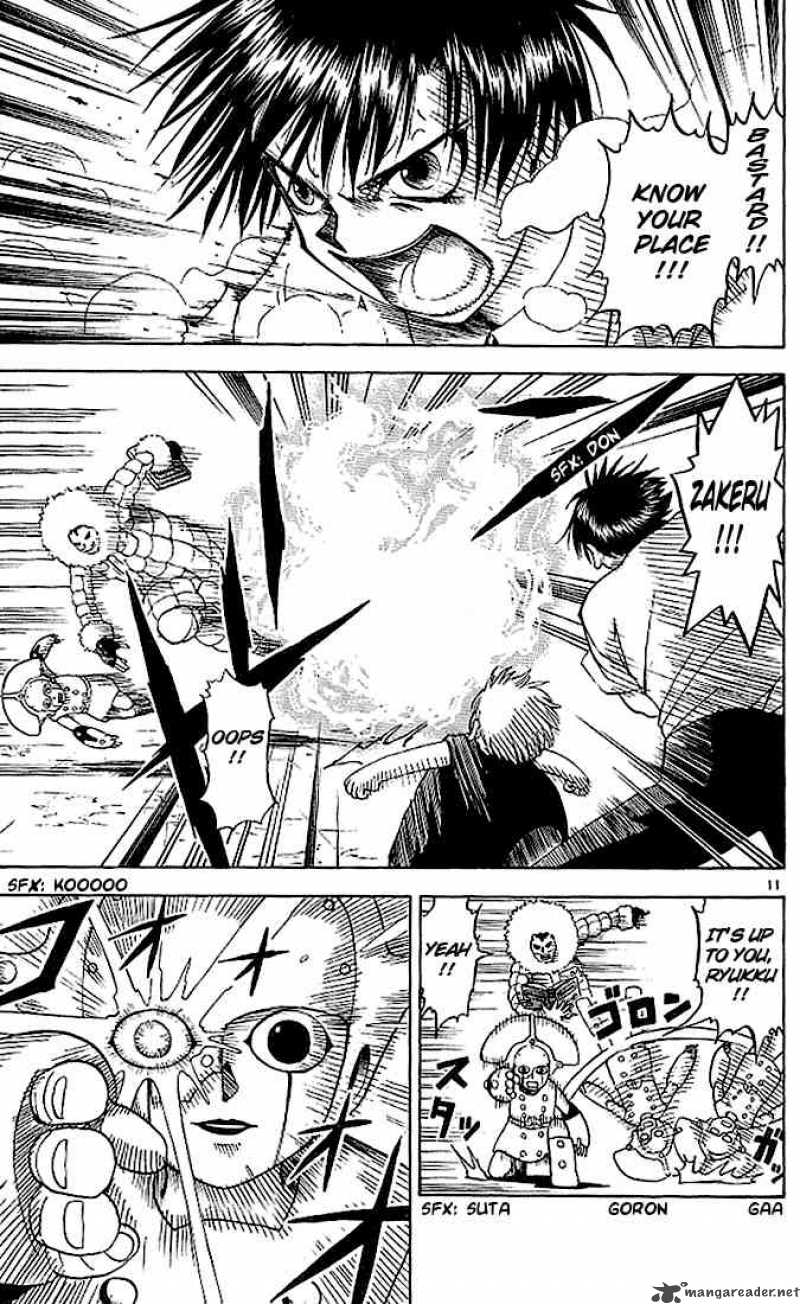 BASTARD!!
KNOW
YOUR
PLACE
!!!
ZAKERU
!!!
SFX: DON
OOPS
!!
SFX: KOOOOO
11
IT'S UP
TO YOU,
RYUKKU
!!
YEAH
!!
ゴロン
スタッ
ガッ
SFX: SUTA GORON GAA
mangareader.net